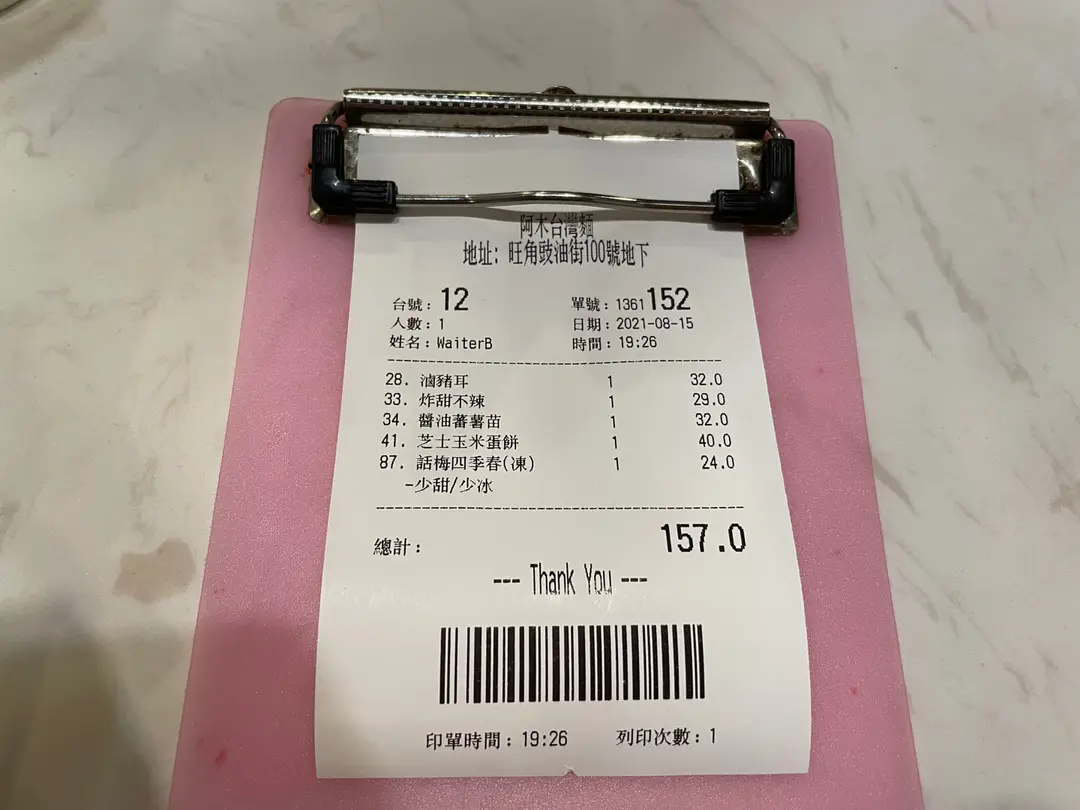 阿木台灣麵
地址: 旺角豉油街100號地下
台號: 12 單號: 1361152
人數: 1 日期: 2021-08-15
姓名: WaiterB 時間: 19:26
28. 滷豬耳 1 32.0
33. 炸甜不辣 1 29.0
34. 醬油蕃薯苗 1 32.0
41. 芝士玉米蛋餅 1 40.0
87. 話梅四季春(凍) 1 24.0
-少甜/少冰
總計: 157.0
--- Thank You ---
印單時間: 19:26 列印次數: 1